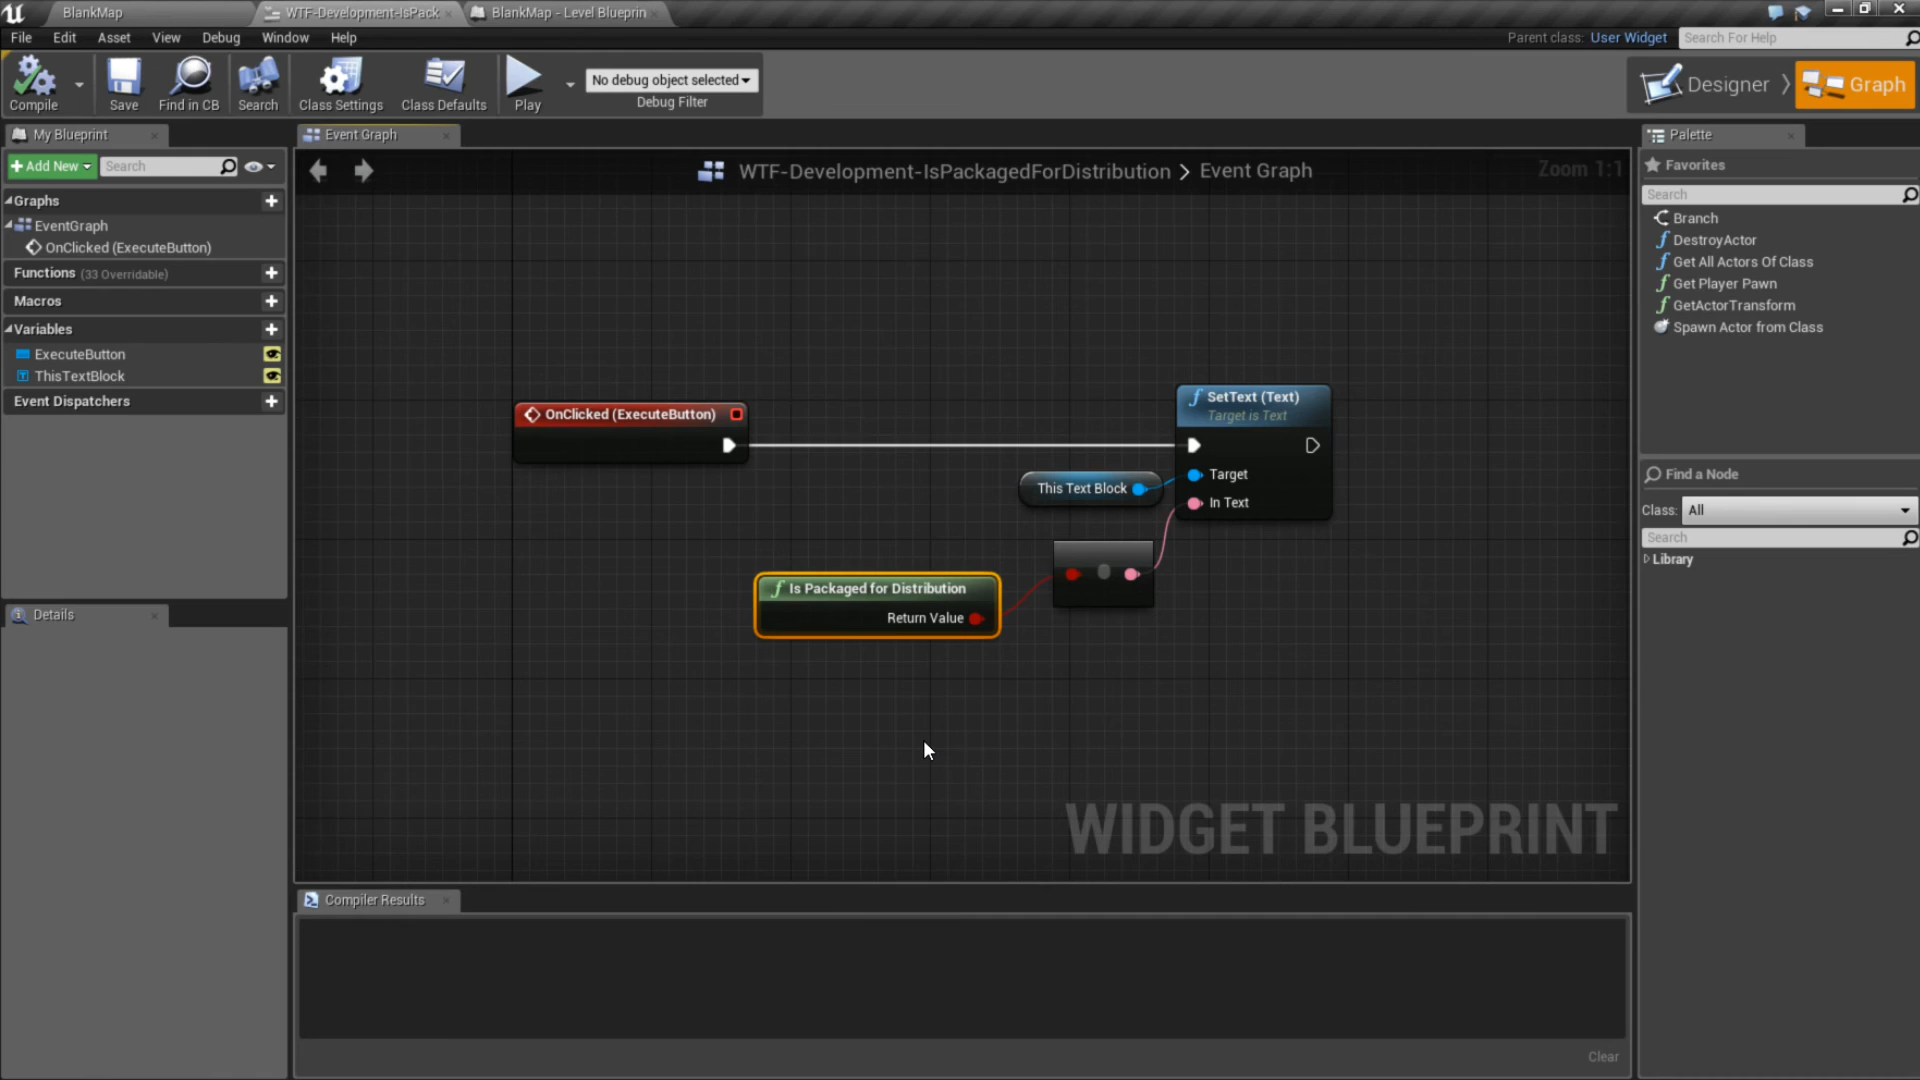 BlankMap
WTF-Development-IsPack
BlankMap - Level Blueprin
File Edit Asset View Debug Window Help
Parent class: User Widget
Search For Help
Compile
Save
Find in CB
Search
Class Settings
Class Defaults
Play
No debug object selected
Debug Filter
Designer
Graph
My Blueprint
Add New
Search
Graphs
EventGraph
OnClicked (ExecuteButton)
Functions (33 Overridable)
Macros
Variables
ExecuteButton
ThisTextBlock
Event Dispatchers
Details
Event Graph
WTF-Development-IsPackagedForDistribution > Event Graph
Zoom 1:1
OnClicked (ExecuteButton)
SetText (Text)
Target is Text
Target
In Text
This Text Block
Is Packaged for Distribution
Return Value
WIDGET BLUEPRINT
Compiler Results
Clear
Palette
Favorites
Search
Branch
DestroyActor
Get All Actors Of Class
Get Player Pawn
GetActorTransform
Spawn Actor from Class
Find a Node
Class: All
Search
Library